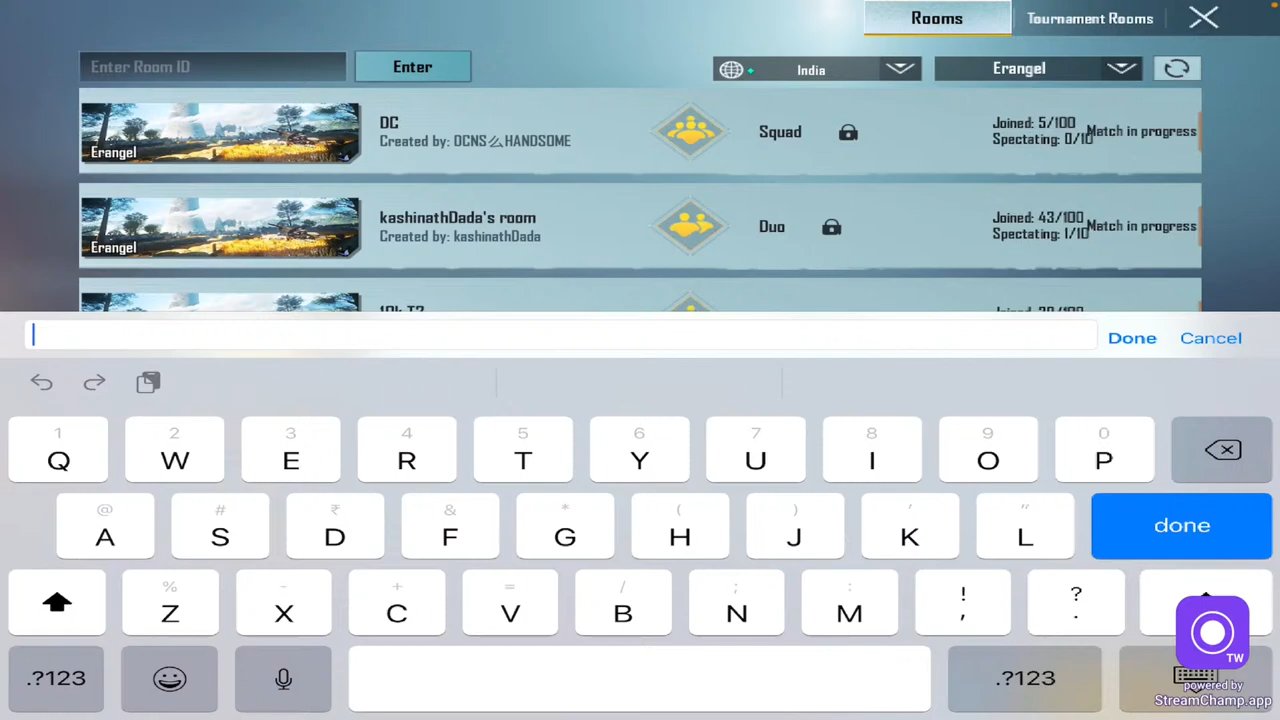 Rooms
Tournament Rooms
Enter Room ID
Enter
India
Erangel
DC
Created by: OCNS么HANDSOME
Erangel
Squad
Joined: 5/100
Spectating: 0/10
Match in progress
kashinathDada's room
Created by: kashinathDada
Erangel
Duo
Joined: 43/100
Spectating: 1/10
Match in progress
Done
Cancel
1 2 3 4 5 6 7 8 9 0
Q W E R T Y U I O P
@ # ₹ & * ( ) ' "
A S D F G H J K L
done
% - + = / ; : ! ?
Z X C V B N M , .
.?123
.?123
TW
powered by
StreamChamp.app